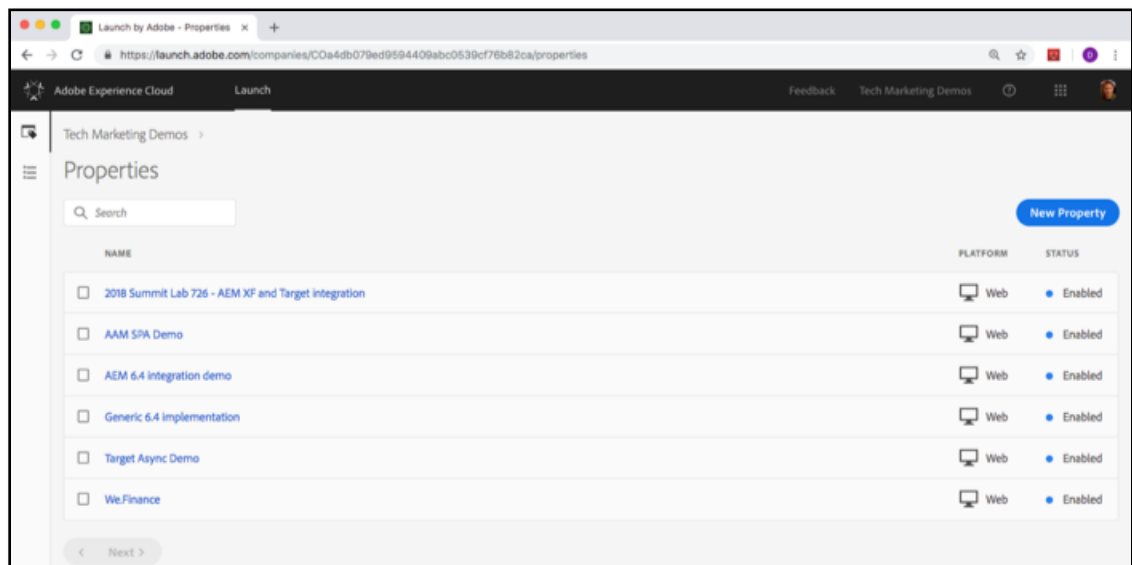 Launch by Adobe - Properties
https://launch.adobe.com/companies/COa4db079ed9594409abc0539cf76b82ca/properties
Adobe Experience Cloud Launch Feedback Tech Marketing Demos
Tech Marketing Demos >
Properties
Search
New Property
NAME PLATFORM STATUS
2018 Summit Lab 726 - AEM XF and Target integration Web Enabled
AAM SPA Demo Web Enabled
AEM 6.4 integration demo Web Enabled
Generic 6.4 implementation Web Enabled
Target Async Demo Web Enabled
We.Finance Web Enabled
< Next >